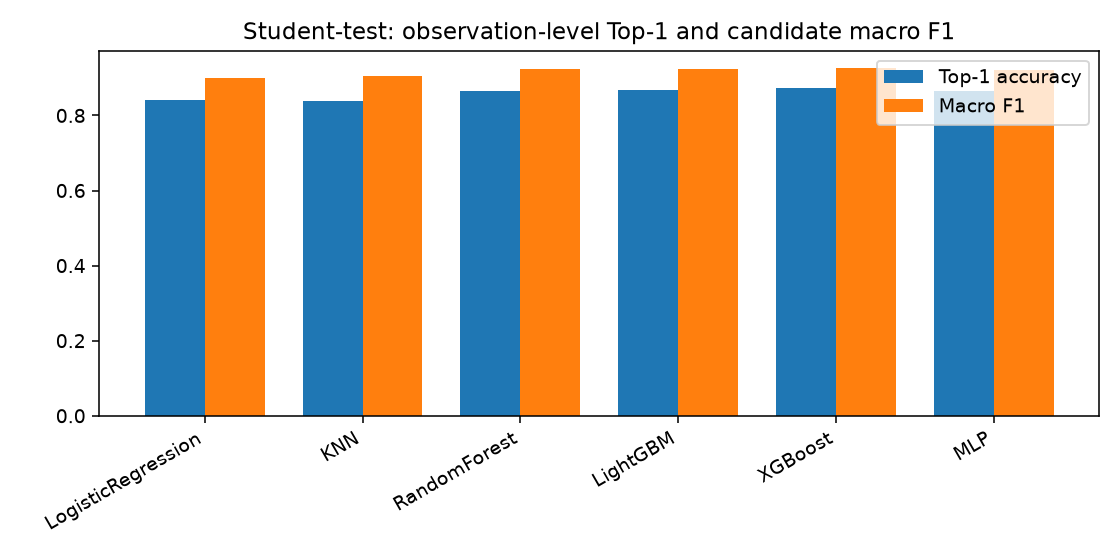 Student-test: observation-level Top-1 and candidate macro F1
Top-1 accuracy
Macro F1
0.8
0.6
0.4
0.2
0.0
LogisticRegression
KNN
RandomForest
LightGBM
XGBoost
MLP